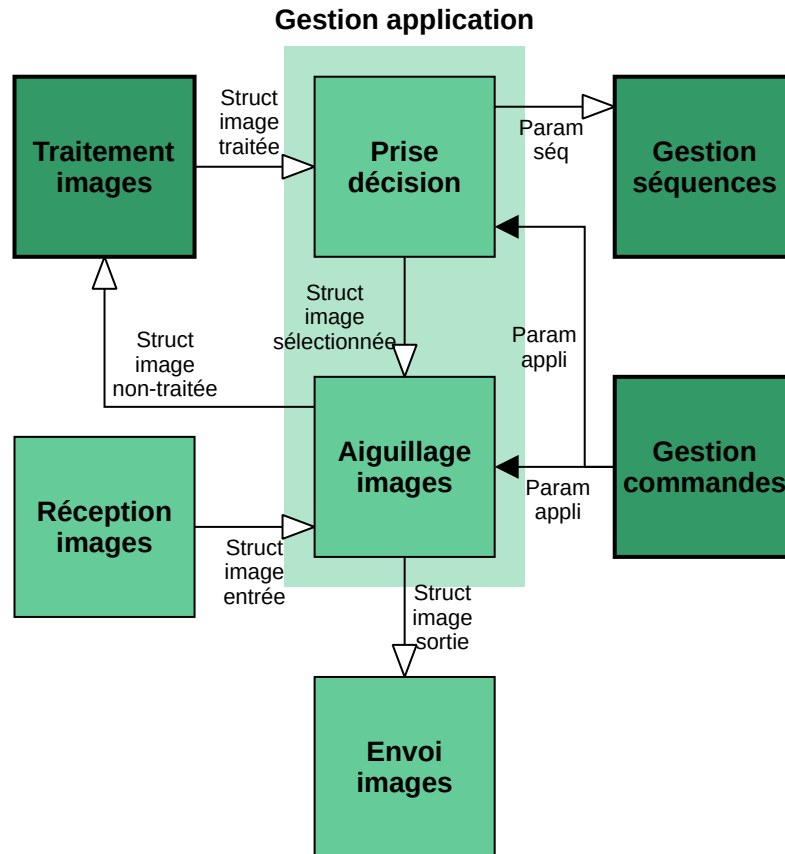 Gestion application
Struct
image
traitée
Param
séq
Traitement
images
Prise
décision
Gestion
séquences
Struct
image
sélectionnée
Struct
image
non-traitée
Param
appli
Aiguillage
images
Gestion
commandes
Réception
images
Param
appli
Struct
image
entrée
Struct
image
sortie
Envoi
images